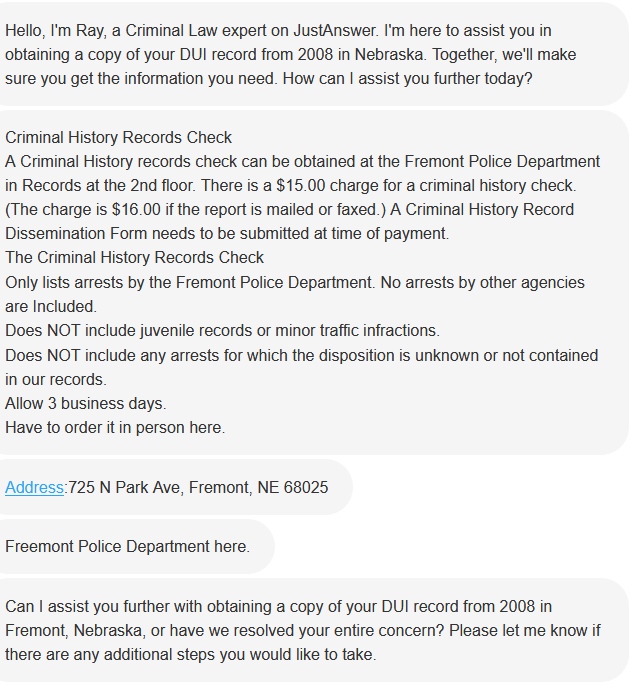 Hello, I'm Ray, a Criminal Law expert on JustAnswer. I'm here to assist you in
obtaining a copy of your DUI record from 2008 in Nebraska. Together, we'll make
sure you get the information you need. How can I assist you further today?
Criminal History Records Check
A Criminal History records check can be obtained at the Fremont Police Department
in Records at the 2nd floor. There is a $15.00 charge for a criminal history check.
(The charge is $16.00 if the report is mailed or faxed.) A Criminal History Record
Dissemination Form needs to be submitted at time of payment.
The Criminal History Records Check
Only lists arrests by the Fremont Police Department. No arrests by other agencies
are Included.
Does NOT include juvenile records or minor traffic infractions.
Does NOT include any arrests for which the disposition is unknown or not contained
in our records.
Allow 3 business days.
Have to order it in person here.
Address:725 N Park Ave, Fremont, NE 68025
Freemont Police Department here.
Can I assist you further with obtaining a copy of your DUI record from 2008 in
Fremont, Nebraska, or have we resolved your entire concern? Please let me know if
there are any additional steps you would like to take.